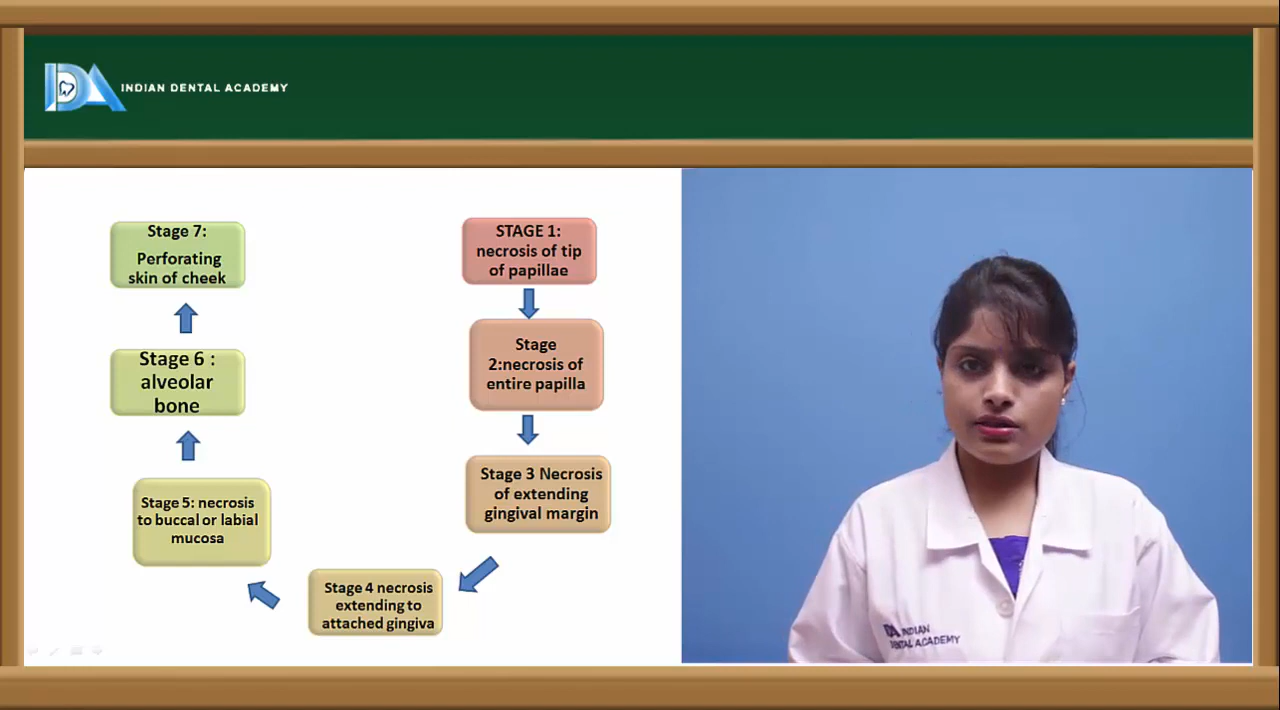 INDIAN DENTAL ACADEMY
STAGE 1:
necrosis of tip
of papillae
Stage
2:necrosis of
entire papilla
Stage 3 Necrosis
of extending
gingival margin
Stage 4 necrosis
extending to
attached gingiva
Stage 5: necrosis
to buccal or labial
mucosa
Stage 6 :
alveolar
bone
Stage 7:
Perforating
skin of cheek
DA INDIAN
DENTAL ACADEMY